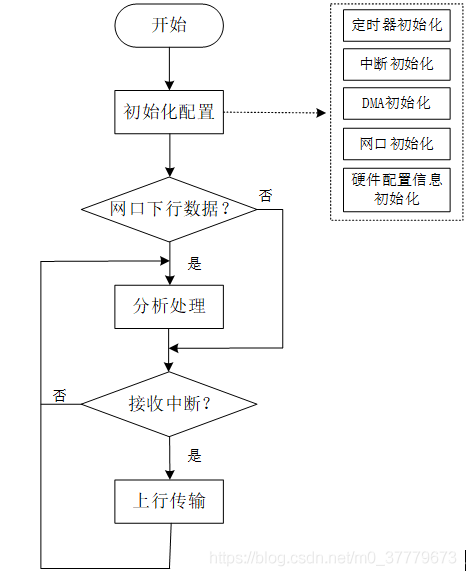 开始
初始化配置
定时器初始化
中断初始化
DMA初始化
网口初始化
硬件配置信息
初始化
网口下行数据？
否
是
分析处理
接收中断？
否
是
上行传输
https://blog.csdn.net/m0_37779673